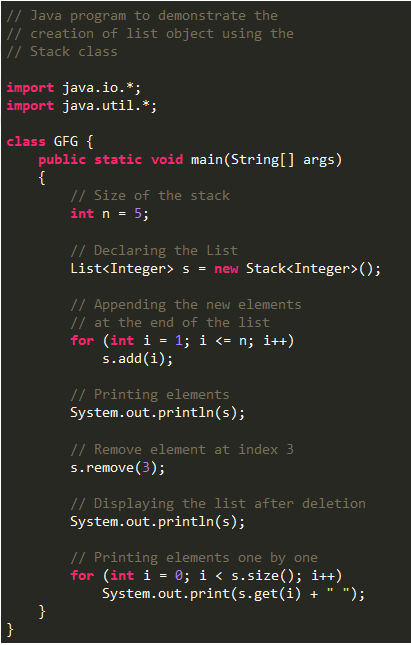 // Java program to demonstrate the
// creation of list object using the
// Stack class

import java.io.*;
import java.util.*;

class GFG {
    public static void main(String[] args)
    {
        // Size of the stack
        int n = 5;

        // Declaring the List
        List<Integer> s = new Stack<Integer>();

        // Appending the new elements
        // at the end of the list
        for (int i = 1; i <= n; i++)
            s.add(i);

        // Printing elements
        System.out.println(s);

        // Remove element at index 3
        s.remove(3);

        // Displaying the list after deletion
        System.out.println(s);

        // Printing elements one by one
        for (int i = 0; i < s.size(); i++)
            System.out.print(s.get(i) + " ");
    }
}